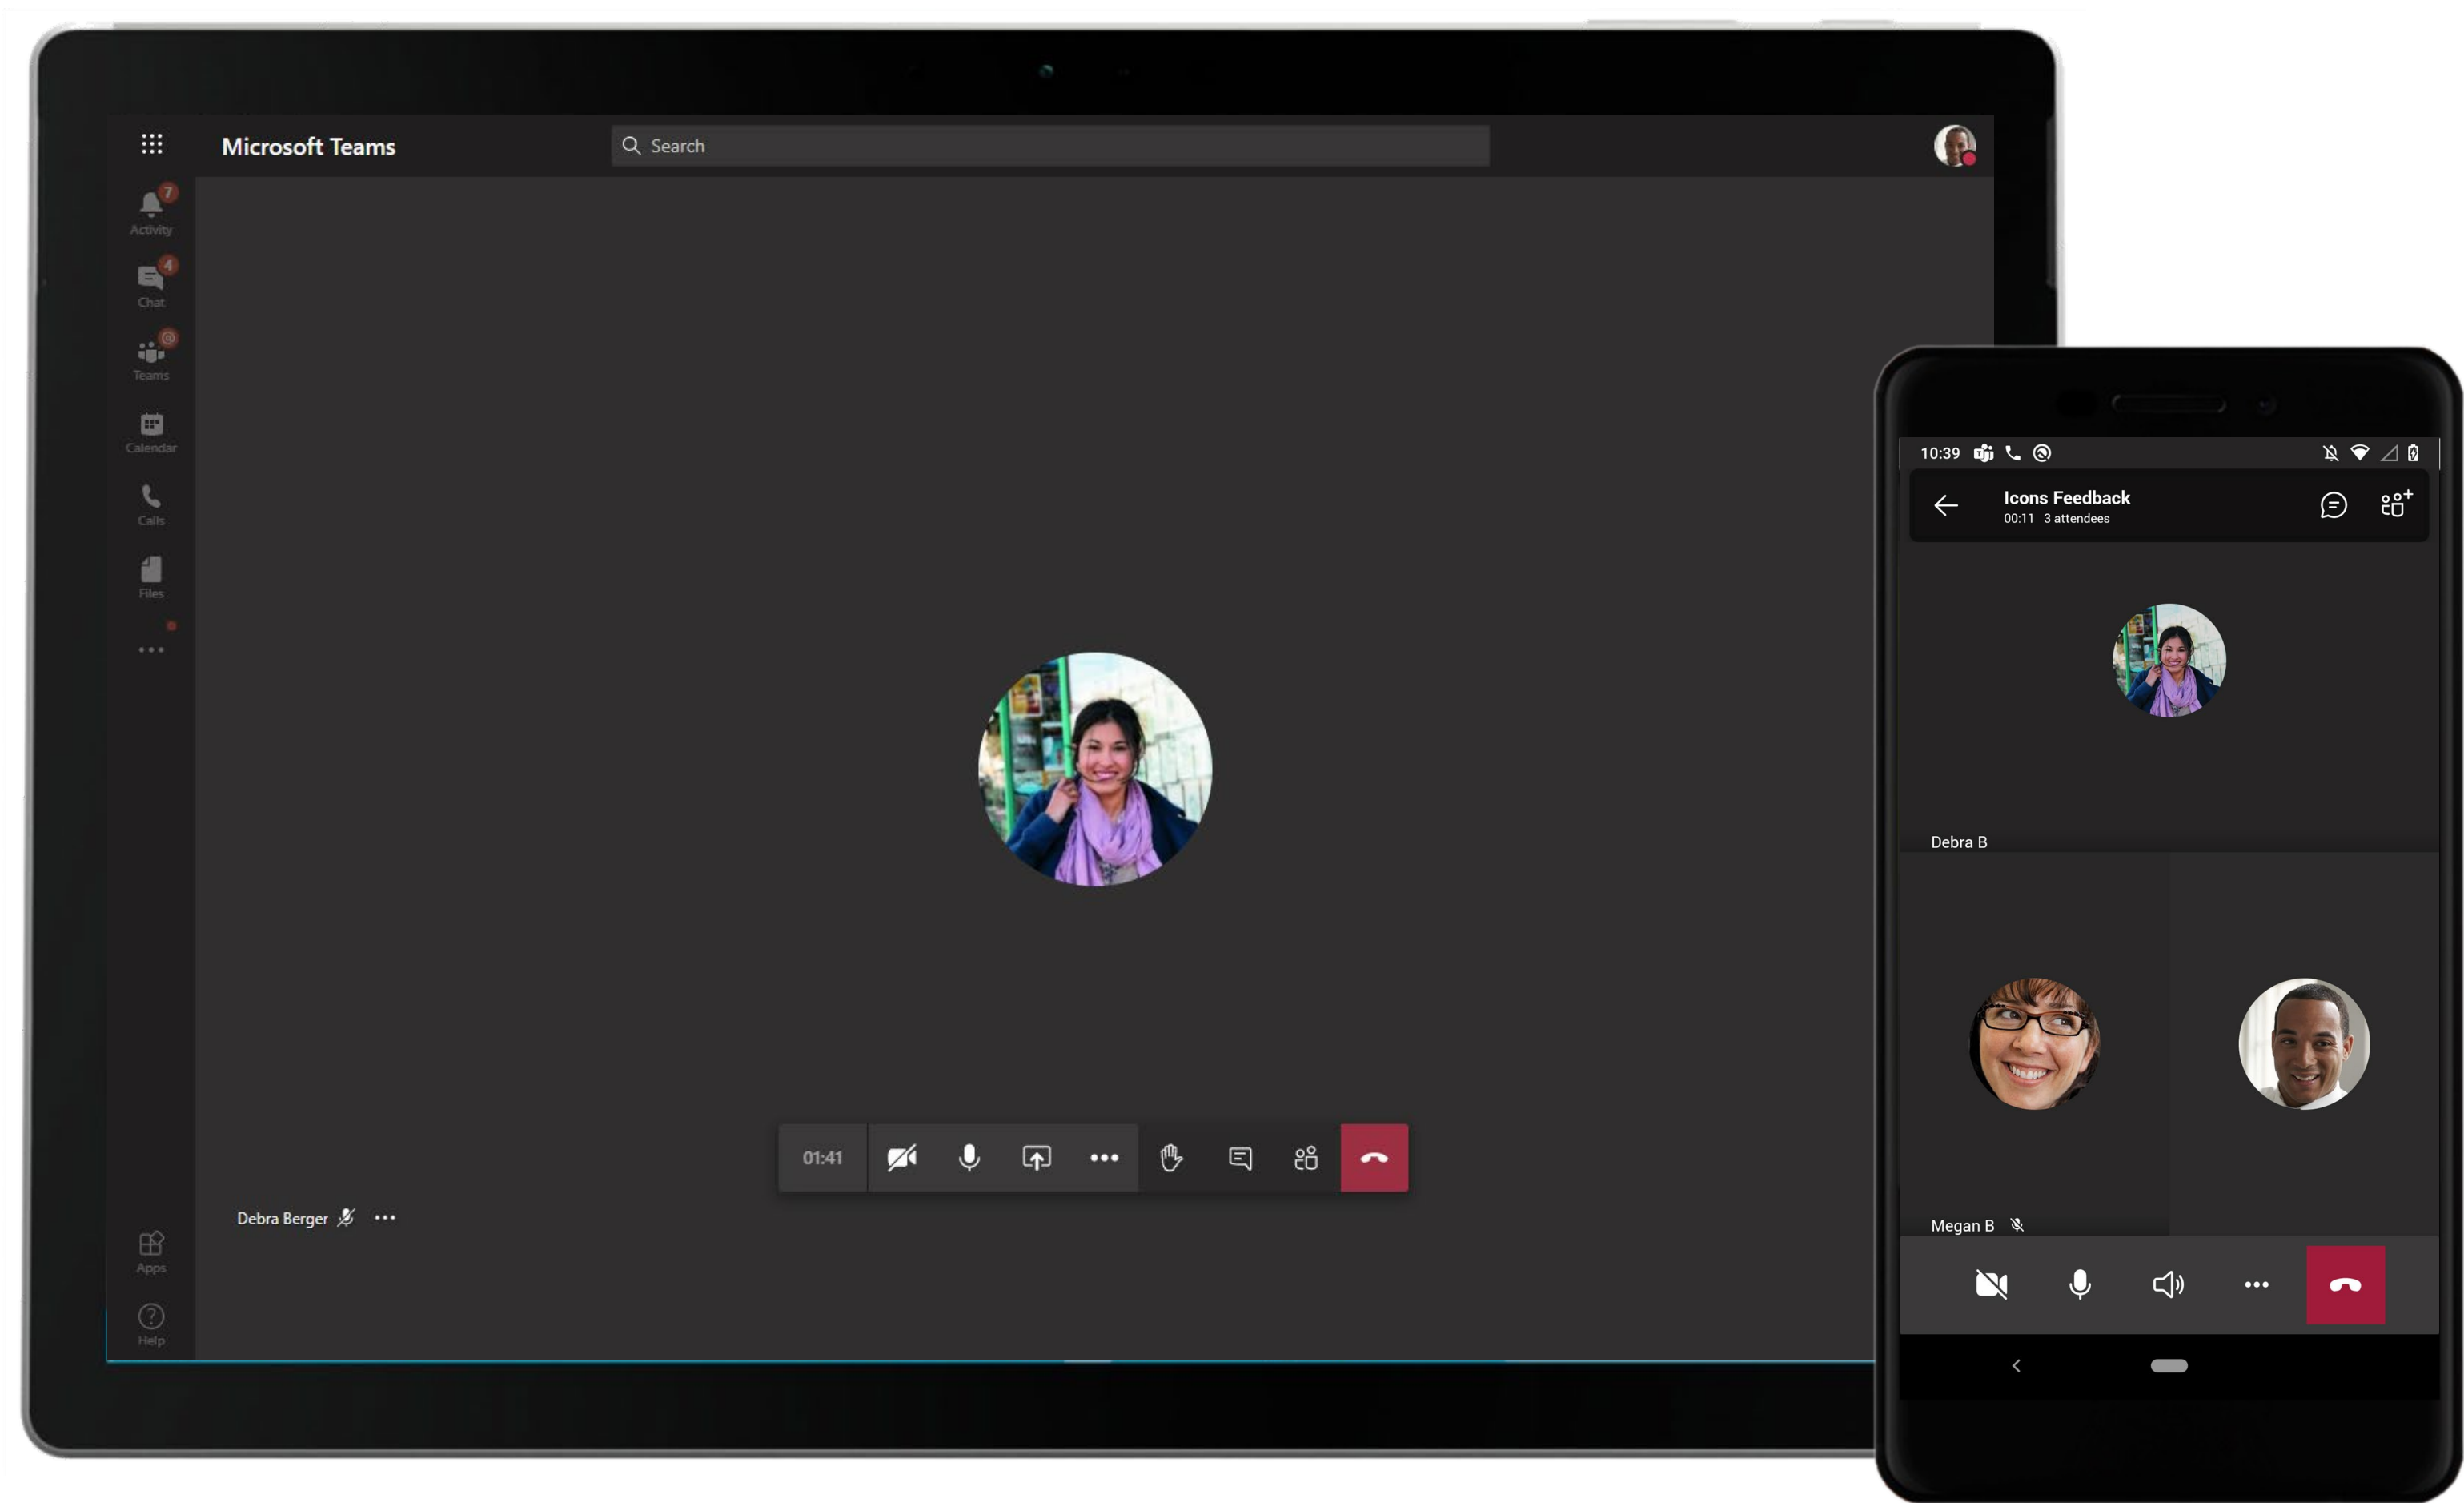 Microsoft Teams
Search
7
Activity
4
Chat
@
Teams
Calendar
Calls
Files
01:41
Debra Berger
Apps
?
Help
10:39
Icons Feedback
00:11 3 attendees
Debra B
Megan B